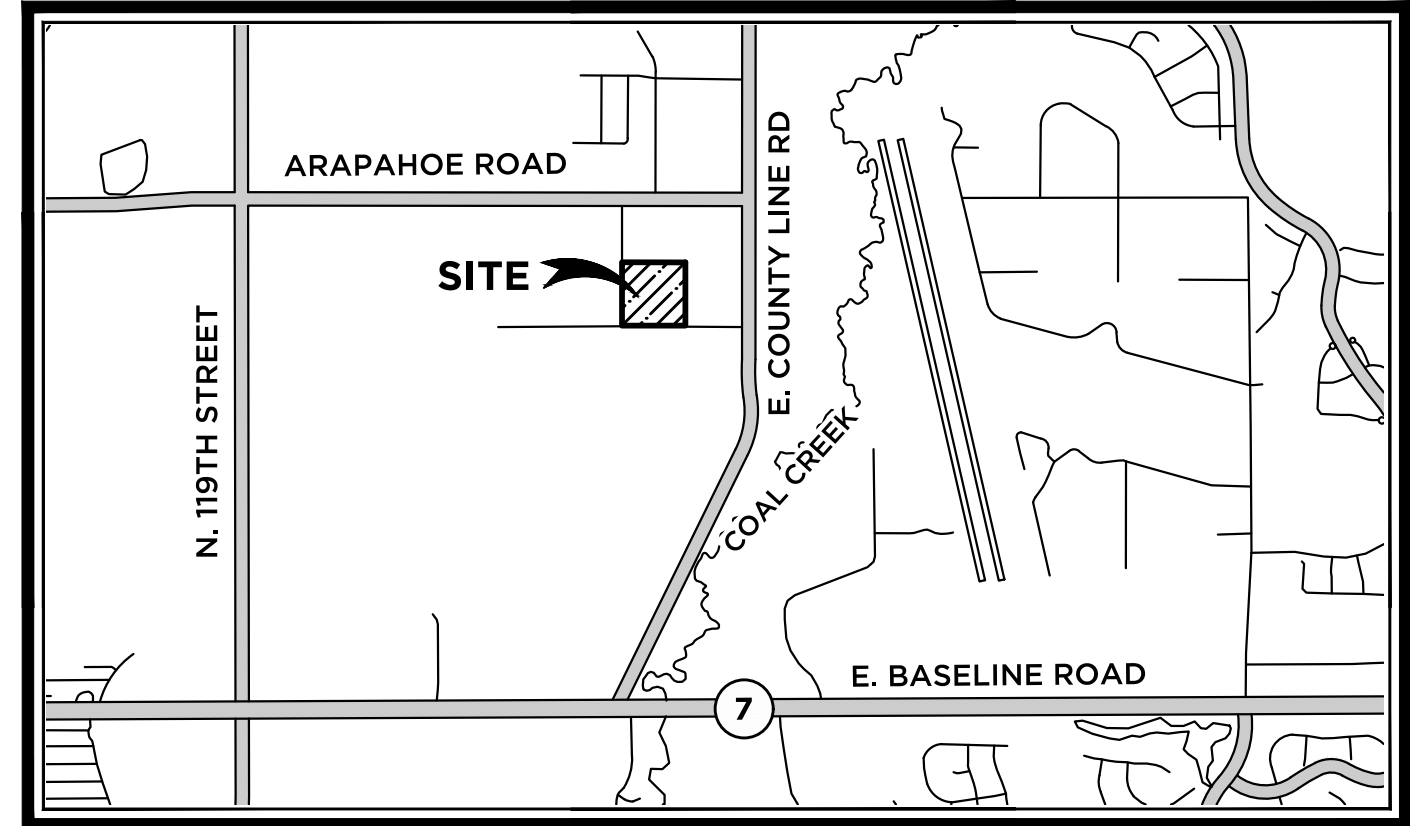 ARAPAHOE ROAD
E. COUNTY LINE RD
SITE
N. 119TH STREET
COAL CREEK
E. BASELINE ROAD
7